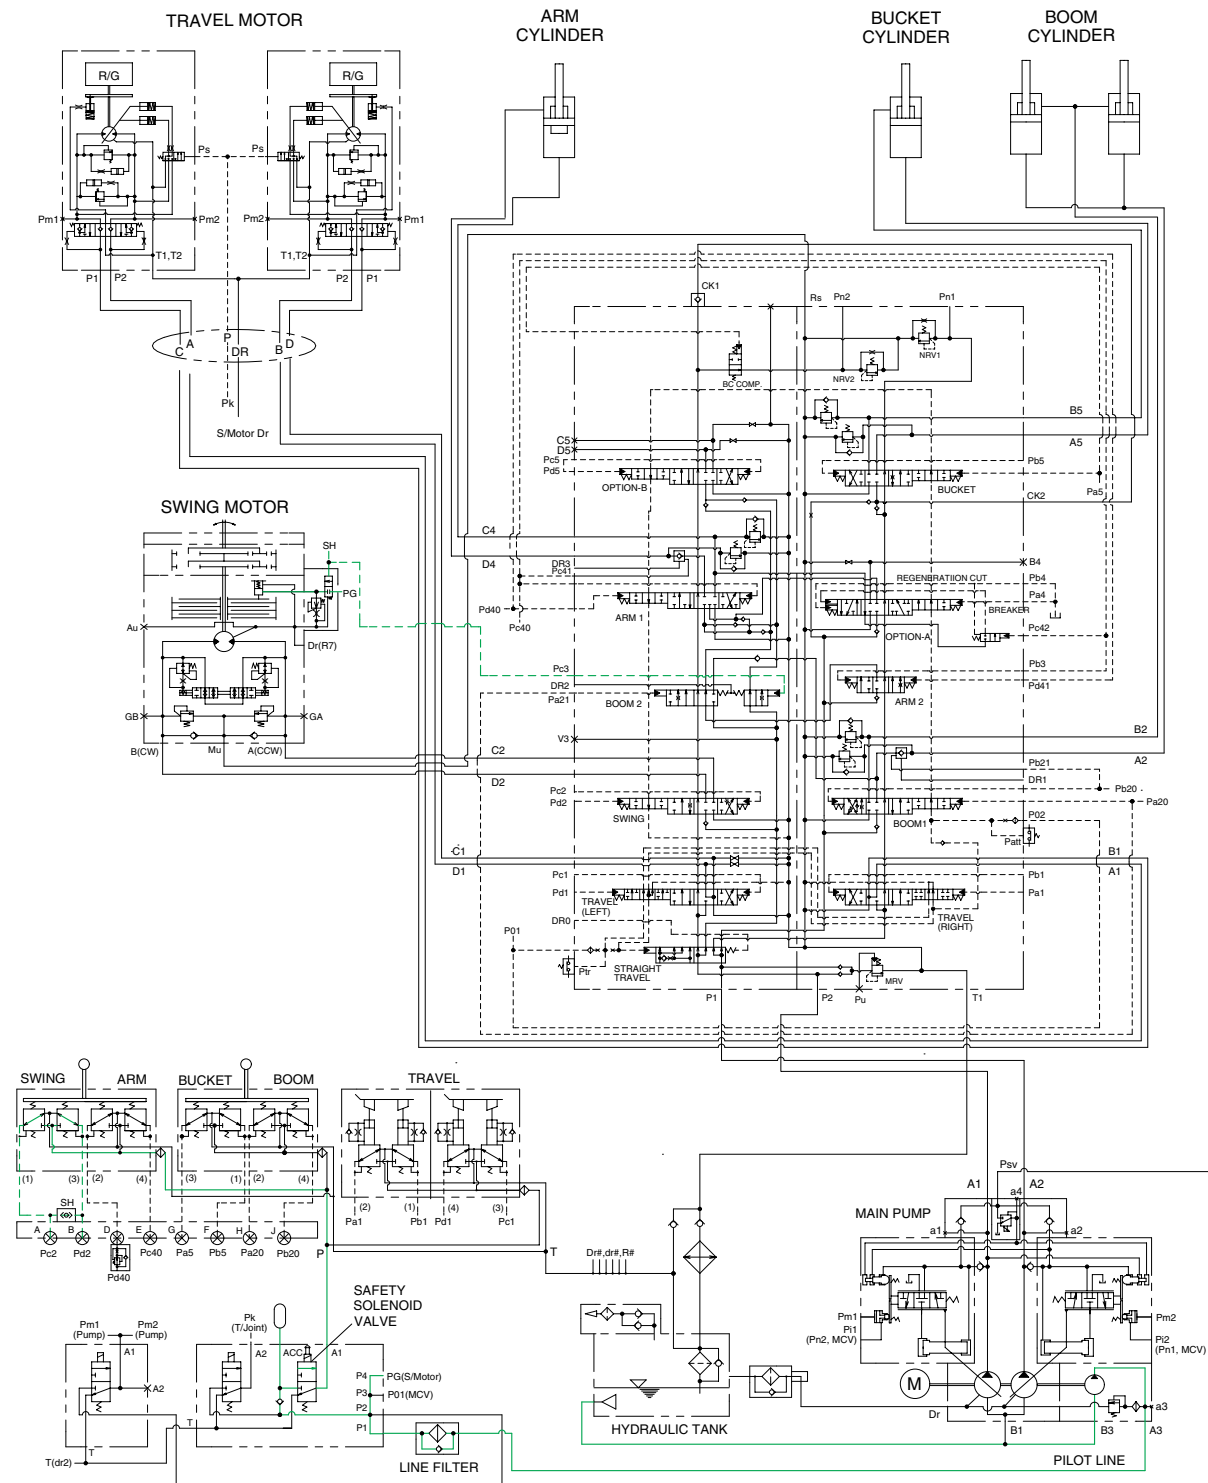 TRAVEL MOTOR
ARM
CYLINDER
BUCKET
CYLINDER
BOOM
CYLINDER
R/G
R/G
Ps
Ps
Pm1
Pm2
Pm2
Pm1
T1,T2
T1,T2
P1
P2
P2
P1
C
A
P
DR
B
D
Pk
S/Motor Dr
CK1
Rs
Pn2
Pn1
NRV1
BC COMP.
NRV2
B5
A5
C5
D5
Pc5
Pd5
OPTION-B
Pb5
BUCKET
Pa5
CK2
SWING MOTOR
SH
PG
Au
Dr(R7)
GB
GA
B(CW)
Mu
A(CCW)
C4
D4
DR3
Pc41
Pd40
ARM 1
Pc40
B4
REGENERATIION CUT
Pb4
Pa4
BREAKER
OPTION-A
Pc42
Pc3
DR2
Pa21
BOOM 2
Pb3
Pd41
ARM 2
V3
C2
D2
B2
A2
Pb21
DR1
Pc2
Pd2
SWING
Pb20
Pa20
BOOM1
P02
Patt
C1
D1
B1
A1
Pc1
Pd1
TRAVEL
(LEFT)
Pb1
Pa1
TRAVEL
(RIGHT)
DR0
P01
Ptr
STRAIGHT
TRAVEL
MRV
P1
P2
Pu
T1
SWING
ARM
BUCKET
BOOM
TRAVEL
(1)
(3)
(2)
(4)
(3)
(1)
(2)
(4)
(2)
(1)
(4)
(3)
Pa1
Pb1
Pd1
Pc1
SH
A
B
D
E
G
F
H
J
Pc2
Pd2
Pc40
Pa5
Pb5
Pa20
Pb20
P
T
Pd40
Dr#,dr#,R#
Psv
A1
A2
a4
MAIN PUMP
a1
a2
Pm1
Pi1
(Pn2, MCV)
Pm2
Pi2
(Pn1, MCV)
M
Dr
B1
B3
A3
a3
PILOT LINE
SAFETY
SOLENOID
VALVE
Pm1
(Pump)
Pm2
(Pump)
A1
A2
T
T(dr2)
Pk
(T/Joint)
A2
ACC
A1
T
P4
PG(S/Motor)
P3
P01(MCV)
P2
P1
LINE FILTER
HYDRAULIC TANK